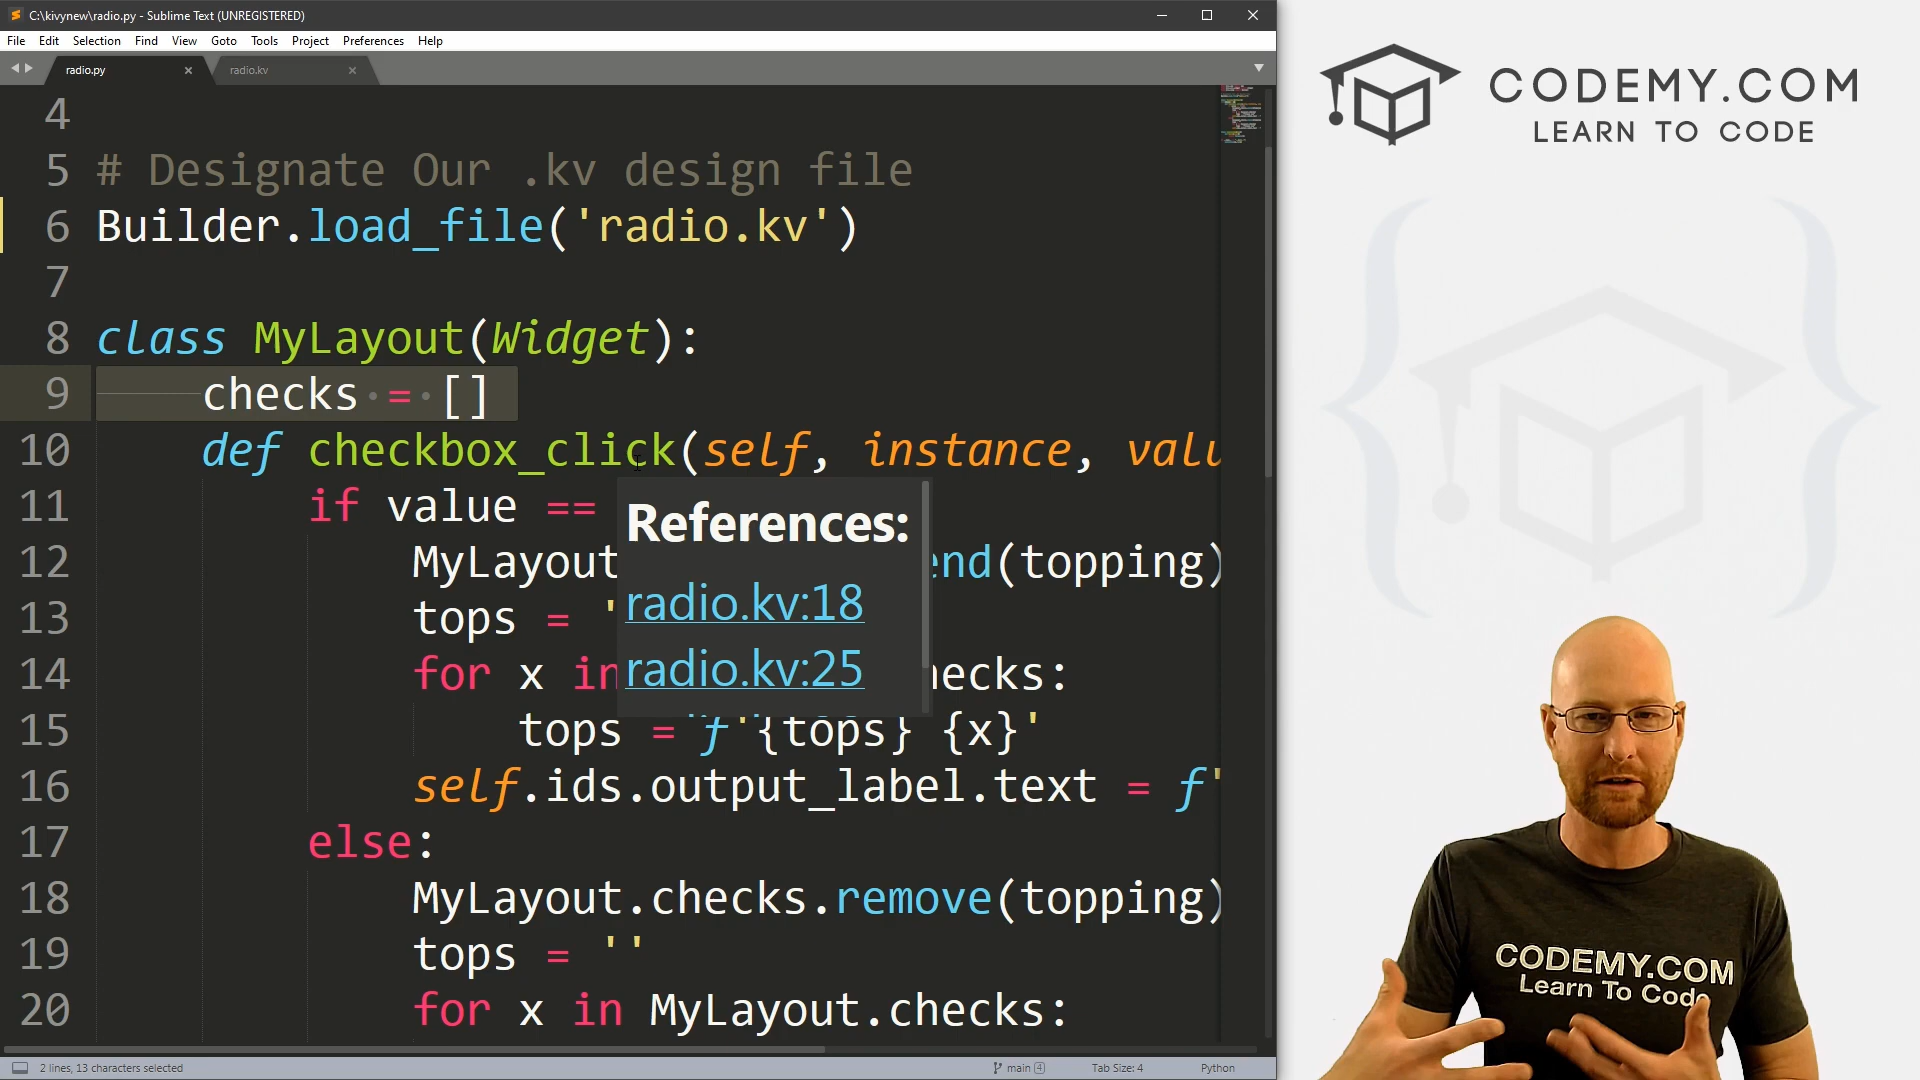 C:\kivynew\radio.py - Sublime Text (UNREGISTERED)
File Edit Selection Find View Goto Tools Project Preferences Help
radio.py
radio.kv
4
5 # Designate Our .kv design file
6 Builder.load_file('radio.kv')
7
8 class MyLayout(Widget):
9 checks = []
10 def checkbox_click(self, instance, valu
11 if value ==
12 MyLayout end(topping)
13 tops = '
14 for x in hecks:
15 tops = f'{tops} {x}'
16 self.ids.output_label.text = f'
17 else:
18 MyLayout.checks.remove(topping)
19 tops = ''
20 for x in MyLayout.checks:
References:
radio.kv:18
radio.kv:25
2 lines, 13 characters selected
main 4
Tab Size: 4
Python
CODEMY.COM
LEARN TO CODE
CODEMY.COM
Learn To Code